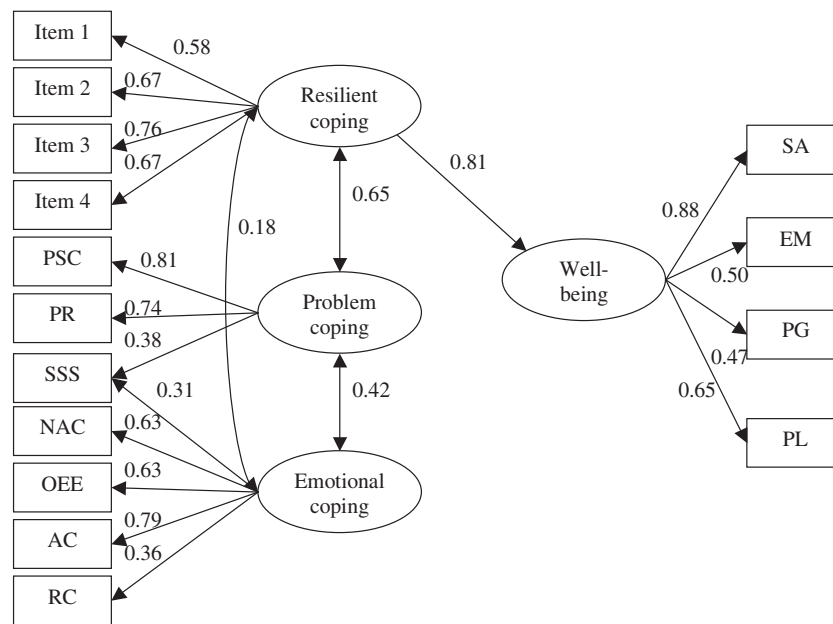 Item 1
0.58
Item 2
0.67
Item 3
0.76
Item 4
0.67
PSC
0.81
PR
0.74
SSS
0.38
0.31
NAC
0.63
OEE
0.63
AC
0.79
RC
0.36
Resilient
coping
0.65
0.18
Problem
coping
0.42
Emotional
coping
0.81
Well-
being
0.88
SA
0.50
EM
0.47
PG
0.65
PL